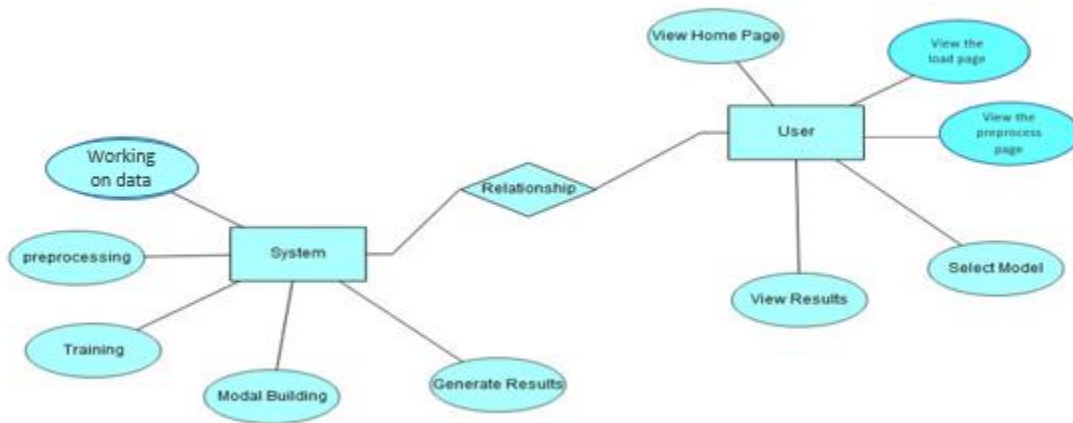 View Home Page
View the
load page
User
View the
preprocess
page
Working
on data
Relationship
System
preprocessing
Select Model
View Results
Training
Modal Building
Generate Results